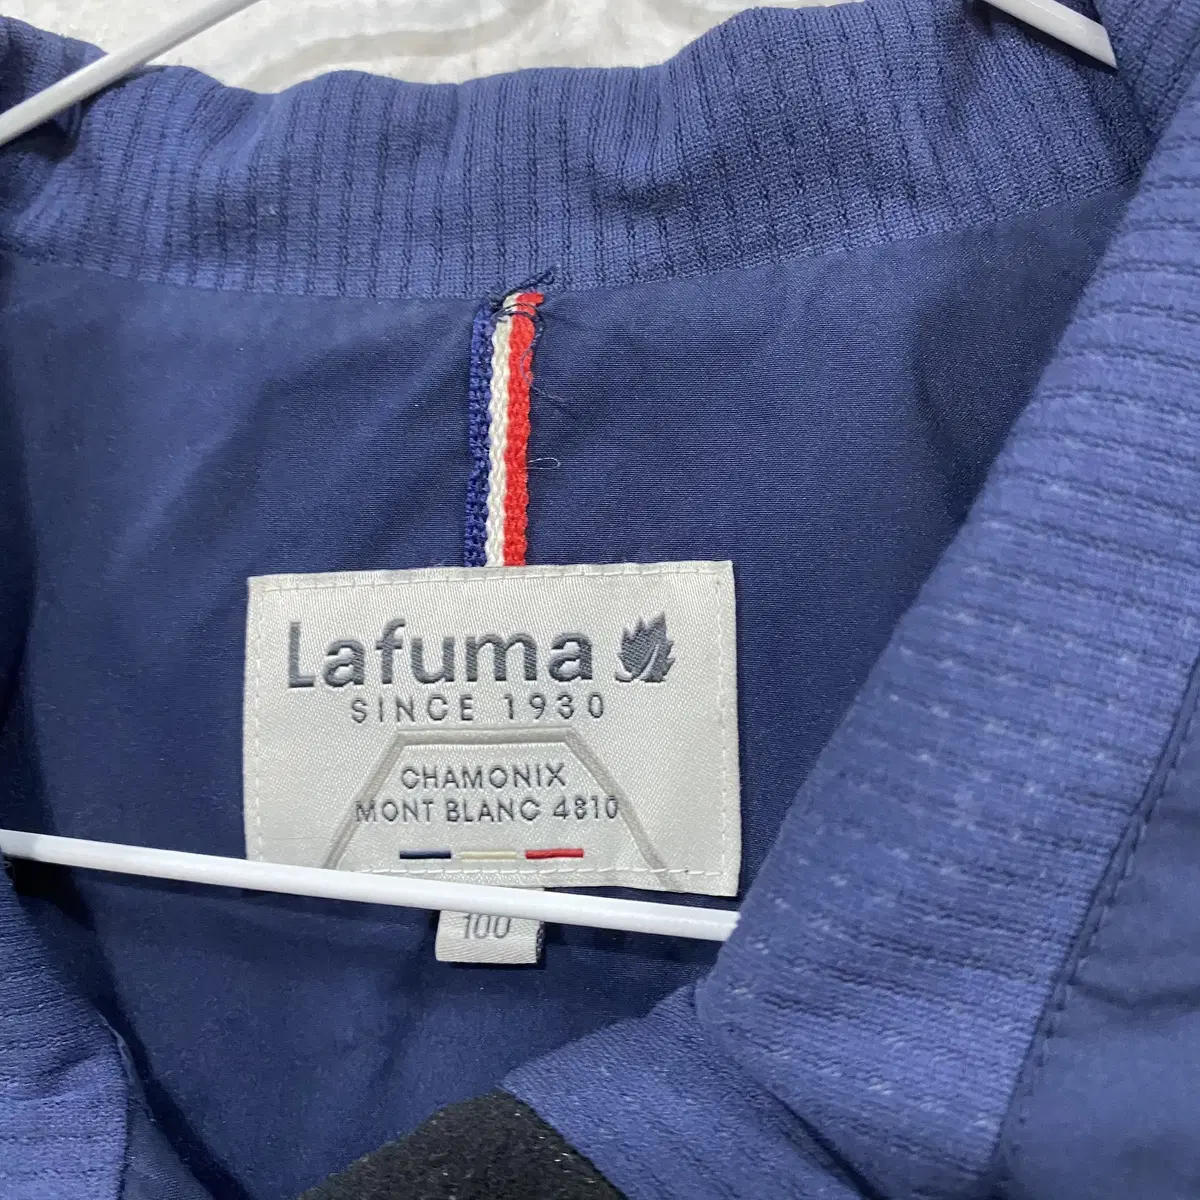 Lafuma
SINCE 1930
CHAMONIX
MONT BLANC 4810
100